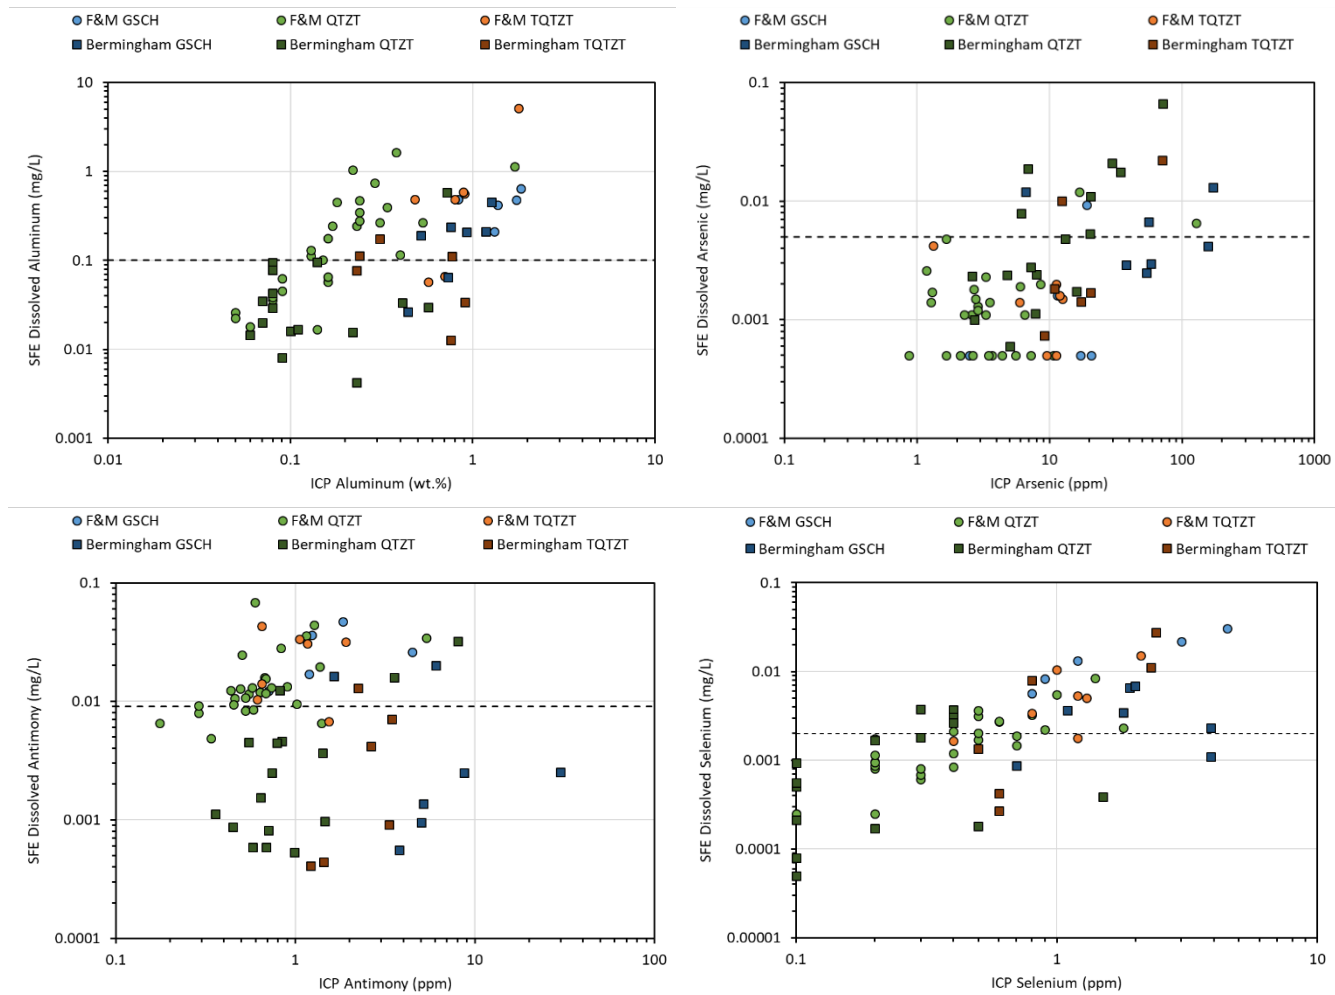 F&M GSCH F&M QTZT F&M TQTZT
Bermingham GSCH Bermingham QTZT Bermingham TQTZT
10
1
0.1
0.01
0.001
SFE Dissolved Aluminum (mg/L)
0.01 0.1 1 10
ICP Aluminum (wt.%)
F&M GSCH F&M QTZT F&M TQTZT
Bermingham GSCH Bermingham QTZT Bermingham TQTZT
0.1
0.01
0.001
0.0001
SFE Dissolved Arsenic (mg/L)
0.1 1 10 100 1000
ICP Arsenic (ppm)
F&M GSCH F&M QTZT F&M TQTZT
Bermingham GSCH Bermingham QTZT Bermingham TQTZT
0.1
0.01
0.001
0.0001
SFE Dissolved Antimony (mg/L)
0.1 1 10 100
ICP Antimony (ppm)
F&M GSCH F&M QTZT F&M TQTZT
Bermingham GSCH Bermingham QTZT Bermingham TQTZT
0.1
0.01
0.001
0.0001
0.00001
SFE Dissolved Selenium (mg/L)
0.1 1 10
ICP Selenium (ppm)